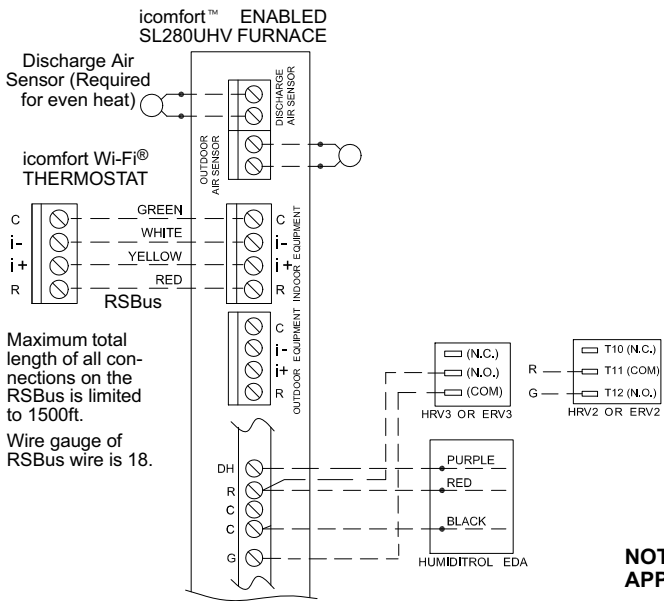 icomfort™ ENABLED
SL280UHV FURNACE
Discharge Air
Sensor (Required
for even heat)
DISCHARGE
AIR SENSOR
OUTDOOR
AIR SENSOR
icomfort Wi-Fi®
THERMOSTAT
C
i-
i+
R
GREEN
WHITE
YELLOW
RED
RSBus
C
i-
i+
R
INDOOR EQUIPMENT
C
i-
i+
R
OUTDOOR EQUIPMENT
Maximum total
length of all con-
nections on the
RSBus is limited
to 1500ft.
Wire gauge of
RSBus wire is 18.
(N.C.)
(N.O.)
(COM)
HRV3 OR ERV3
R
G
T10 (N.C.)
T11 (COM)
T12 (N.O.)
HRV2 OR ERV2
DH
R
C
C
G
PURPLE
RED
BLACK
HUMIDITROL EDA
NOT
APP